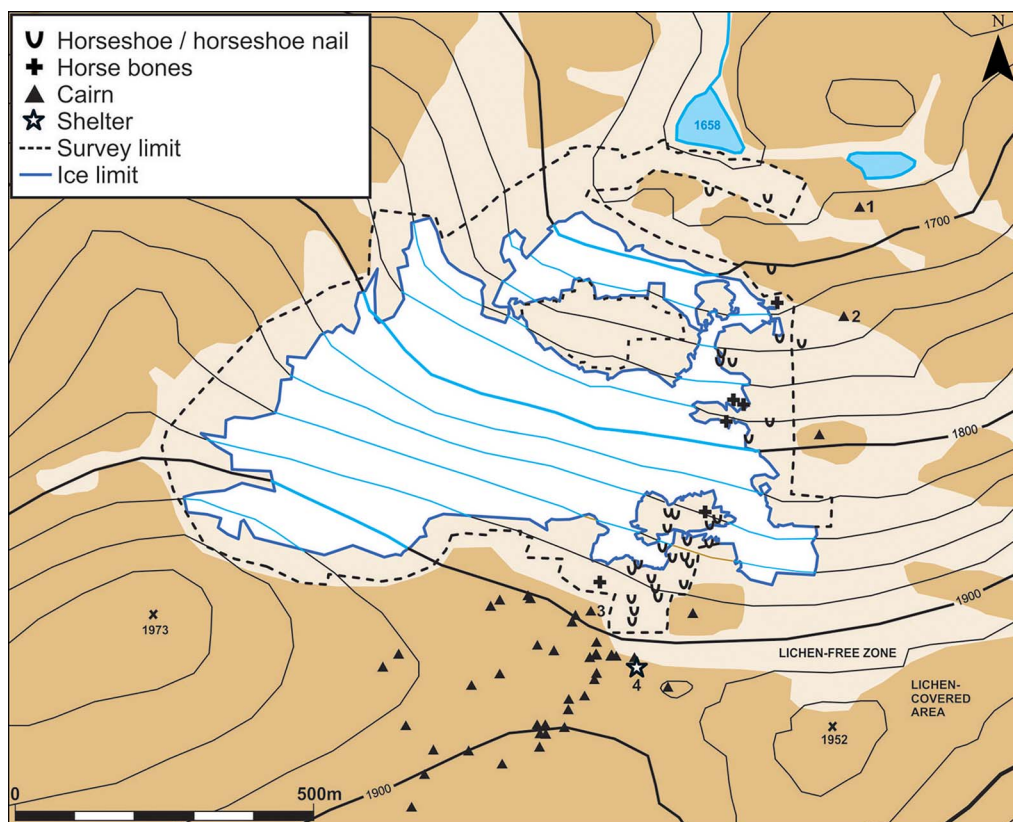 Horseshoe / horseshoe nail
Horse bones
Cairn
Shelter
Survey limit
Ice limit
N
1658
1
1700
2
1800
1973
3
1900
LICHEN-FREE ZONE
4
LICHEN-
COVERED
AREA
1952
1900
0
500m